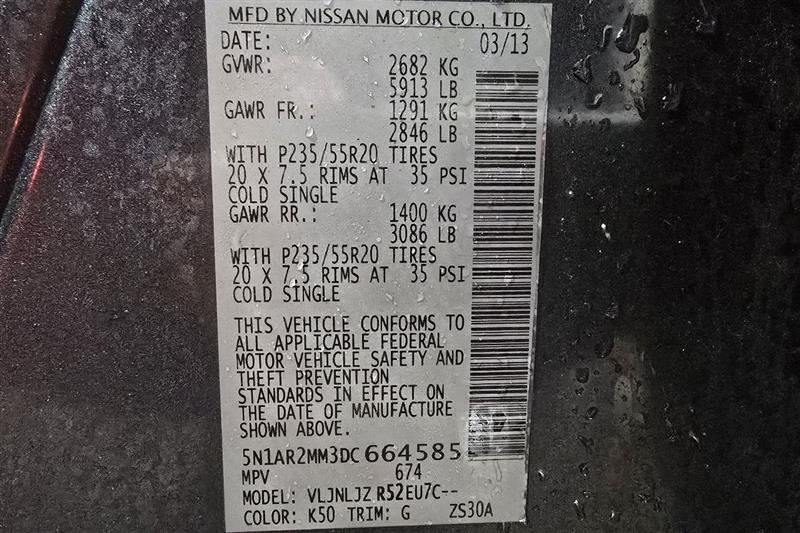 MFD BY NISSAN MOTOR CO., LTD.
DATE: 03/13
GVWR: 2682 KG
5913 LB
GAWR FR.: 1291 KG
2846 LB
WITH P235/55R20 TIRES
20 X 7.5 RIMS AT 35 PSI
COLD SINGLE
GAWR RR.: 1400 KG
3086 LB
WITH P235/55R20 TIRES
20 X 7.5 RIMS AT 35 PSI
COLD SINGLE
THIS VEHICLE CONFORMS TO
ALL APPLICABLE FEDERAL
MOTOR VEHICLE SAFETY AND
THEFT PREVENTION
STANDARDS IN EFFECT ON
THE DATE OF MANUFACTURE
SHOWN ABOVE.
5N1AR2MM3DC664585
MPV 674
MODEL: VLJNLJZ R52EU7C--
COLOR: K50 TRIM: G ZS30A